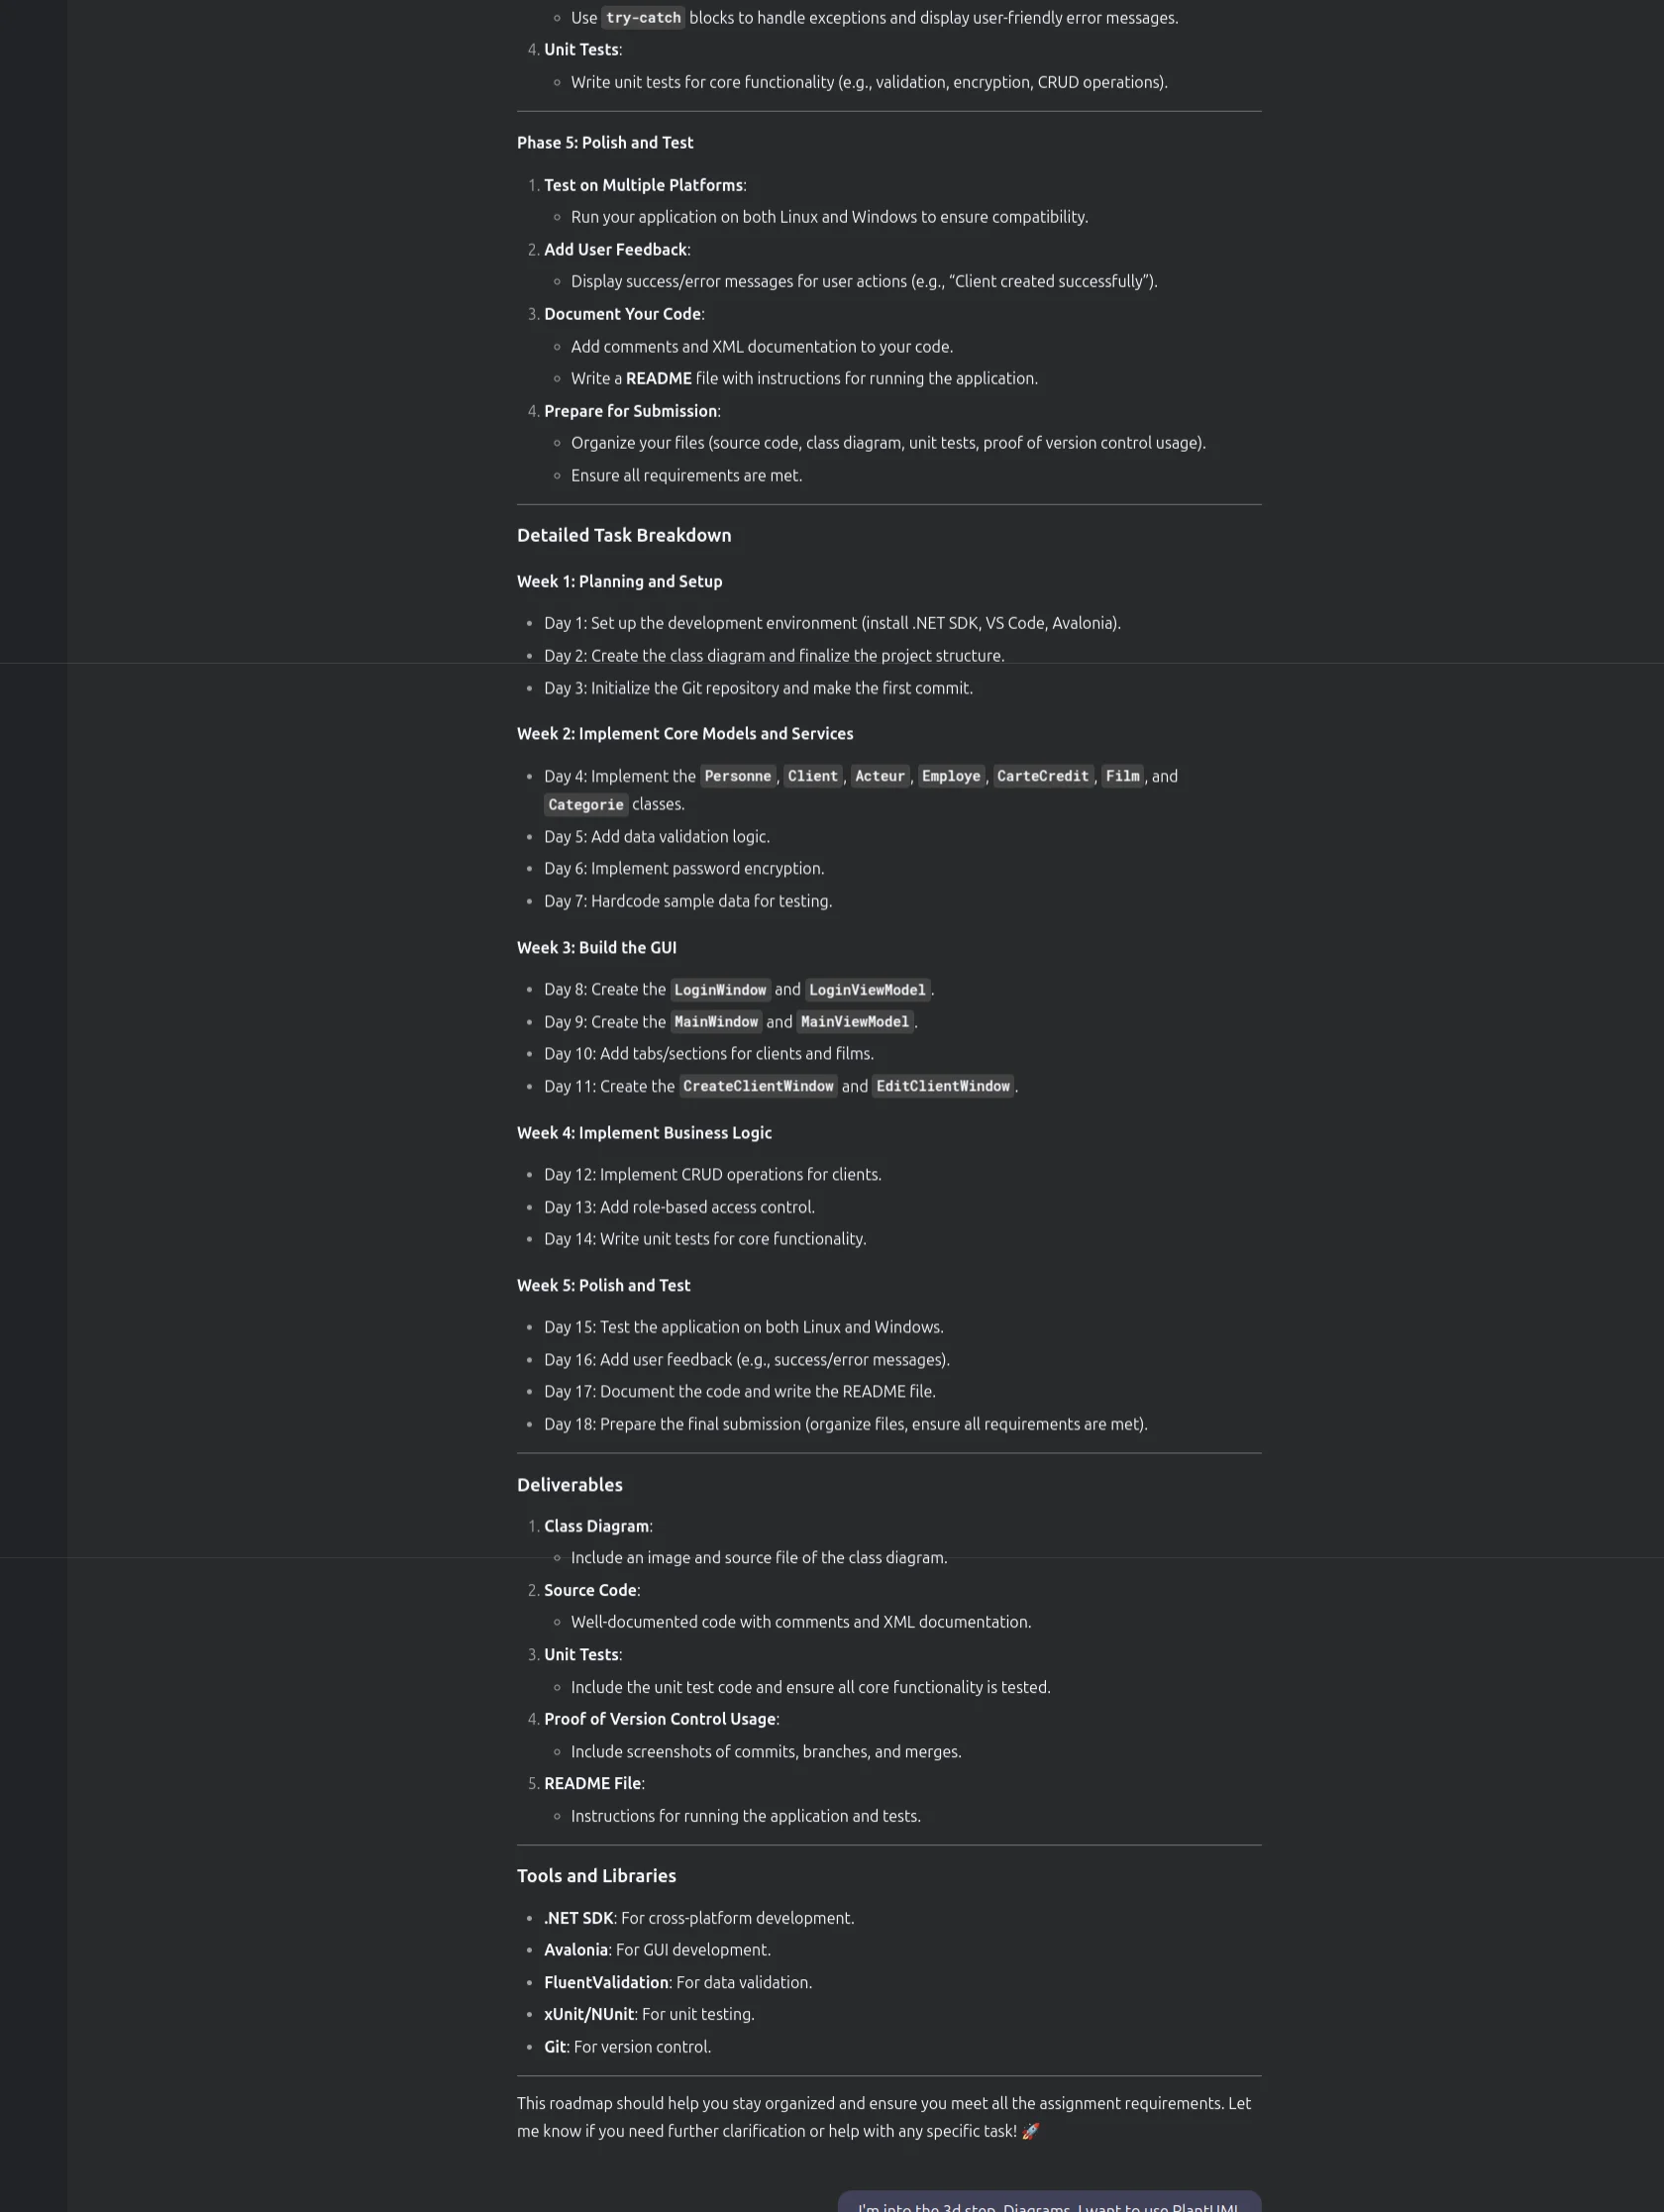 Use try-catch blocks to handle exceptions and display user-friendly error messages.
4. Unit Tests:
Write unit tests for core functionality (e.g., validation, encryption, CRUD operations).
Phase 5: Polish and Test
1. Test on Multiple Platforms:
Run your application on both Linux and Windows to ensure compatibility.
2. Add User Feedback:
Display success/error messages for user actions (e.g., “Client created successfully”).
3. Document Your Code:
Add comments and XML documentation to your code.
Write a README file with instructions for running the application.
4. Prepare for Submission:
Organize your files (source code, class diagram, unit tests, proof of version control usage).
Ensure all requirements are met.
Detailed Task Breakdown
Week 1: Planning and Setup
Day 1: Set up the development environment (install .NET SDK, VS Code, Avalonia).
Day 2: Create the class diagram and finalize the project structure.
Day 3: Initialize the Git repository and make the first commit.
Week 2: Implement Core Models and Services
Day 4: Implement the Personne, Client, Acteur, Employe, CarteCredit, Film, and
Categorie classes.
Day 5: Add data validation logic.
Day 6: Implement password encryption.
Day 7: Hardcode sample data for testing.
Week 3: Build the GUI
Day 8: Create the LoginWindow and LoginViewModel.
Day 9: Create the MainWindow and MainViewModel.
Day 10: Add tabs/sections for clients and films.
Day 11: Create the CreateClientWindow and EditClientWindow.
Week 4: Implement Business Logic
Day 12: Implement CRUD operations for clients.
Day 13: Add role-based access control.
Day 14: Write unit tests for core functionality.
Week 5: Polish and Test
Day 15: Test the application on both Linux and Windows.
Day 16: Add user feedback (e.g., success/error messages).
Day 17: Document the code and write the README file.
Day 18: Prepare the final submission (organize files, ensure all requirements are met).
Deliverables
1. Class Diagram:
Include an image and source file of the class diagram.
2. Source Code:
Well-documented code with comments and XML documentation.
3. Unit Tests:
Include the unit test code and ensure all core functionality is tested.
4. Proof of Version Control Usage:
Include screenshots of commits, branches, and merges.
5. README File:
Instructions for running the application and tests.
Tools and Libraries
.NET SDK: For cross-platform development.
Avalonia: For GUI development.
FluentValidation: For data validation.
xUnit/NUnit: For unit testing.
Git: For version control.
This roadmap should help you stay organized and ensure you meet all the assignment requirements. Let
me know if you need further clarification or help with any specific task! 🚀
I'm into the 3d step. Diagrams. I want to use PlantUML